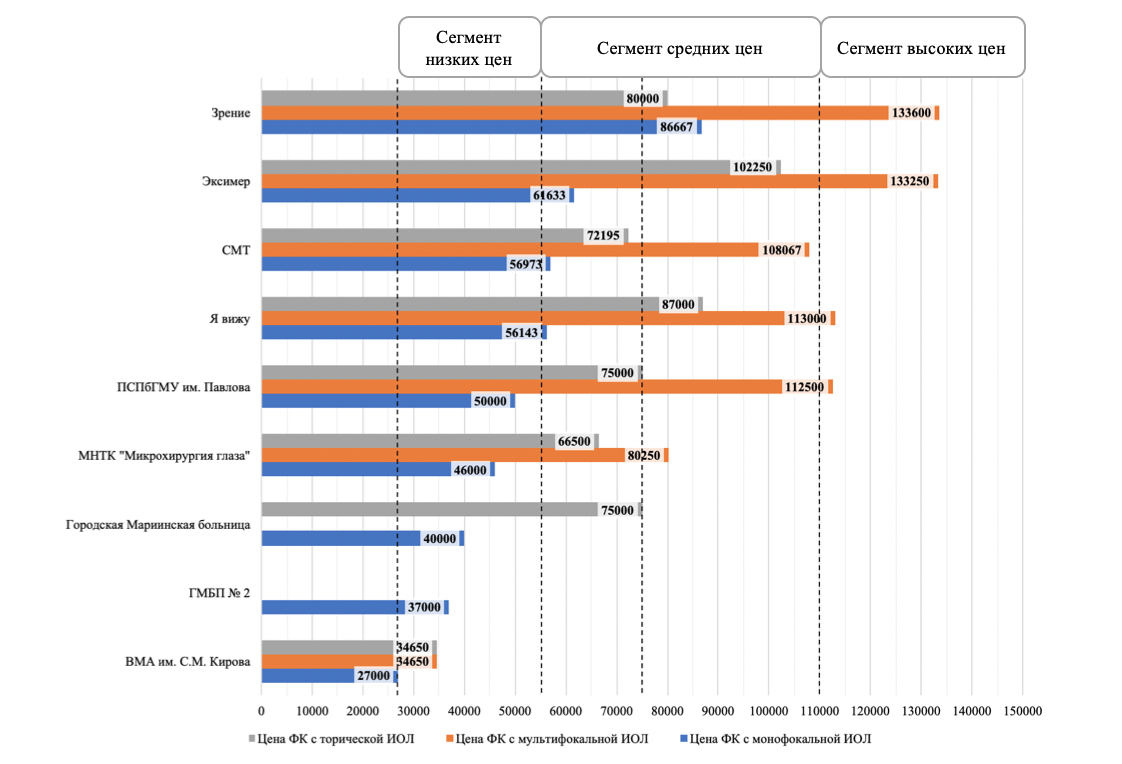 Сегмент
низких цен
Сегмент средних цен
Сегмент высоких цен
Зрение
80000
133600
86667
Эксимер
102250
133250
61633
СМТ
72195
108067
56973
Я вижу
87000
113000
56143
ПСПбГМУ им. Павлова
75000
112500
50000
МНТК "Микрохирургия глаза"
66500
80250
46000
Городская Мариинская больница
75000
40000
ГМБП № 2
37000
ВМА им. С.М. Кирова
34650
34650
27000
0 10000 20000 30000 40000 50000 60000 70000 80000 90000 100000 110000 120000 130000 140000 150000
Цена ФК с торической ИОЛ Цена ФК с мультифокальной ИОЛ Цена ФК с монофокальной ИОЛ